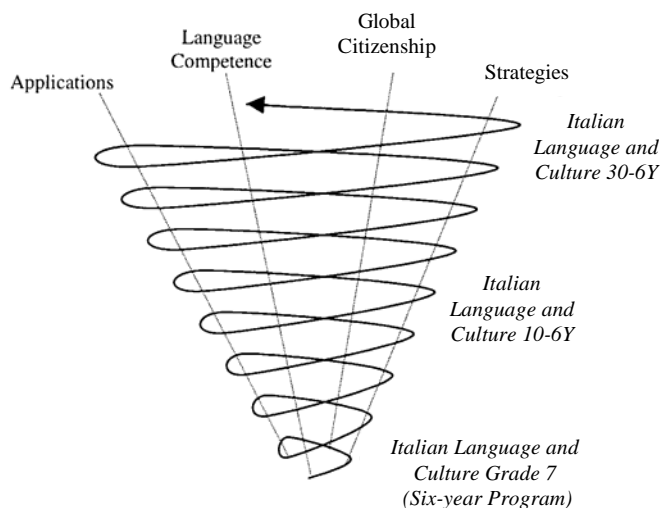 Global
Citizenship
Language
Competence
Applications
Strategies
Italian
Language and
Culture 30-6Y
Italian
Language and
Culture 10-6Y
Italian Language and
Culture Grade 7
(Six-year Program)